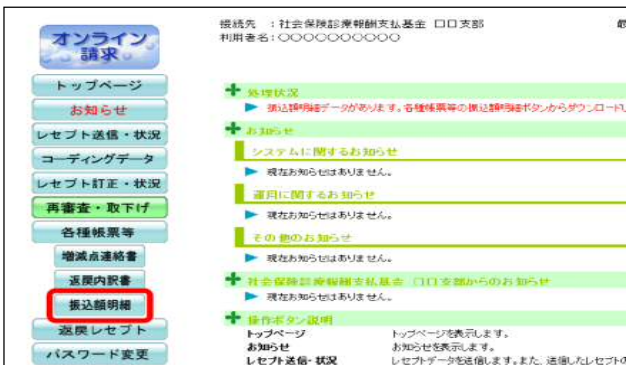 オンライン
請求
トップページ
お知らせ
レセプト送信・状況
コーディングデータ
レセプト訂正・状況
再審査・取下げ
各種帳票等
増減点連絡書
返戻内訳書
振込額明細
返戻レセプト
パスワード変更
接続先 ：社会保険診療報酬支払基金 口口支部
利用者名：〇〇〇〇〇〇〇〇〇〇
処理状況
振込額明細データがあります。各種帳票等の振込額明細ボタンからダウンロードし
お知らせ
システムに関するお知らせ
現在お知らせはありません。
運用に関するお知らせ
現在お知らせはありません。
その他のお知らせ
現在お知らせはありません。
社会保険診療報酬支払基金 口口支部からのお知らせ
現在お知らせはありません。
操作ボタン説明
トップページ トップページを表示します。
お知らせ お知らせを表示します。
レセプト送信・状況 レセプトデータを送信します。また、送信したレセプトの